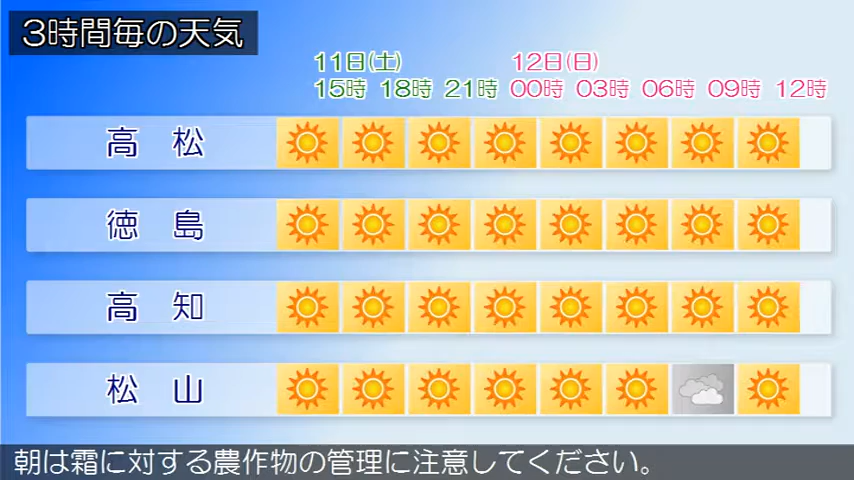 3時間毎の天気
11日(土) 12日(日)
15時 18時 21時 00時 03時 06時 09時 12時
高松
徳島
高知
松山
朝は霜に対する農作物の管理に注意してください。